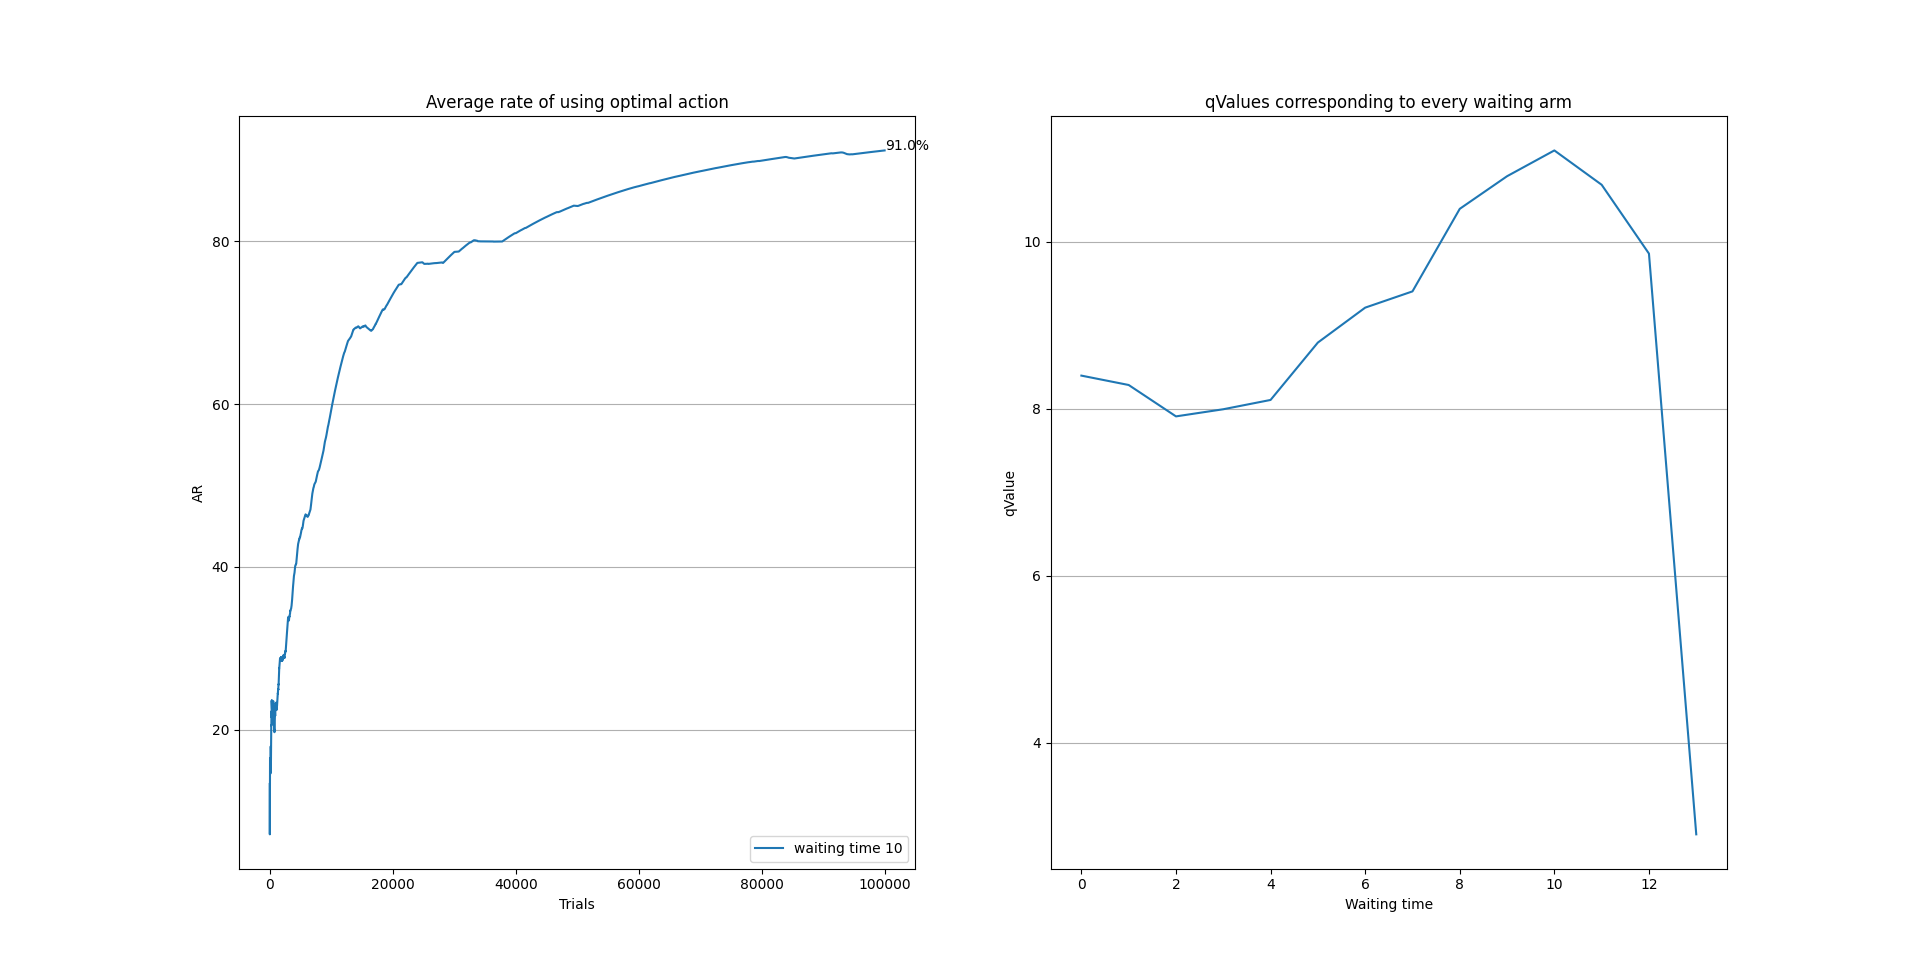 Average rate of using optimal action
91.0%
80
60
40
20
AR
waiting time 10
0 20000 40000 60000 80000 100000
Trials
qValues corresponding to every waiting arm
10
8
6
4
qValue
0 2 4 6 8 10 12
Waiting time